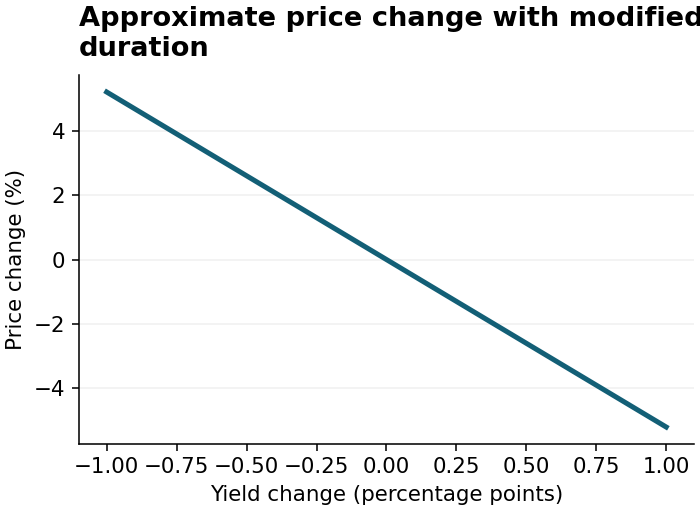 Approximate price change with modified
duration
Price change (%)
4
2
0
−2
−4
−1.00 −0.75 −0.50 −0.25 0.00 0.25 0.50 0.75 1.00
Yield change (percentage points)